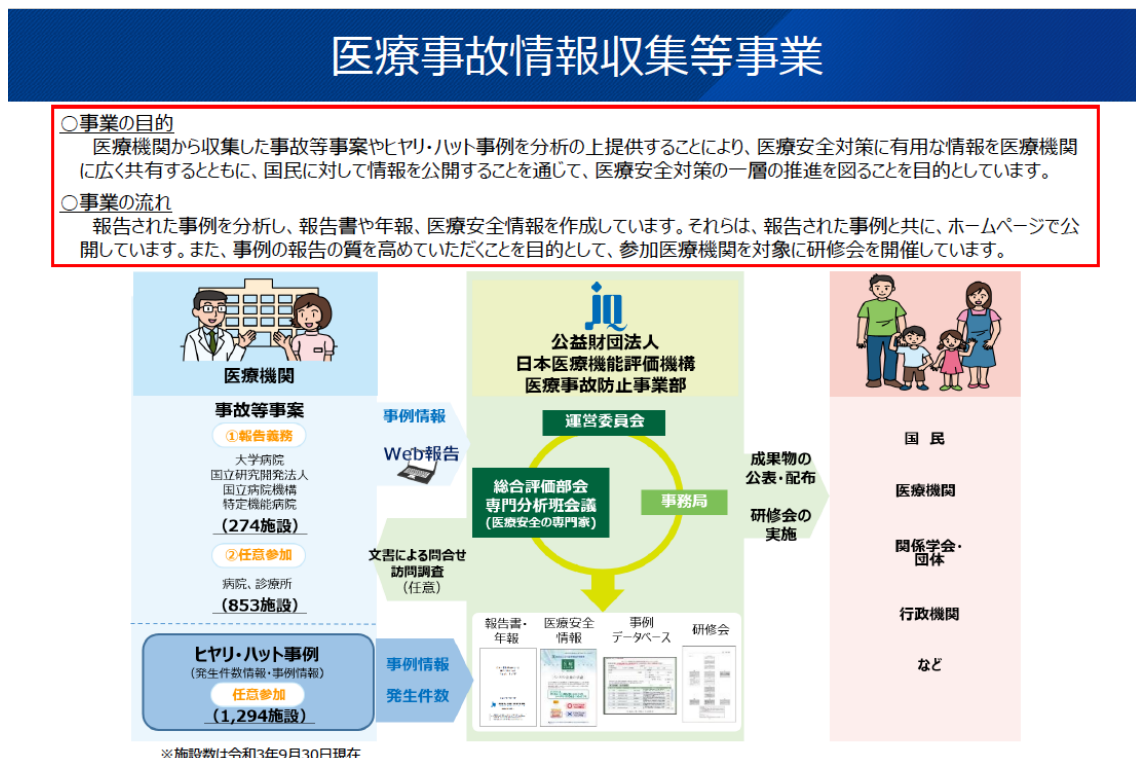 医療事故情報収集等事業
○事業の目的
医療機関から収集した事故等事案やヒヤリ・ハット事例を分析の上提供することにより、医療安全対策に有用な情報を医療機関
に広く共有するとともに、国民に対して情報を公開することを通じて、医療安全対策の一層の推進を図ることを目的としています。
○事業の流れ
報告された事例を分析し、報告書や年報、医療安全情報を作成しています。それらは、報告された事例と共に、ホームページで公
開しています。また、事例の報告の質を高めていただくことを目的として、参加医療機関を対象に研修会を開催しています。
医療機関
事故等事案
①報告義務
大学病院
国立研究開発法人
国立病院機構
特定機能病院
(274施設)
②任意参加
病院、診療所
(853施設)
ヒヤリ・ハット事例
(発生件数情報・事例情報)
任意参加
(1,294施設)
※施設数は令和3年9月30日現在
事例情報
Web報告
文書による問合せ
訪問調査
(任意)
事例情報
発生件数
jq
公益財団法人
日本医療機能評価機構
医療事故防止事業部
運営委員会
総合評価部会
専門分析班会議
(医療安全の専門家)
事務局
報告書・
年報
医療安全
情報
事例
データベース
研修会
成果物の
公表・配布
研修会の
実施
国 民
医療機関
関係学会・
団体
行政機関
など